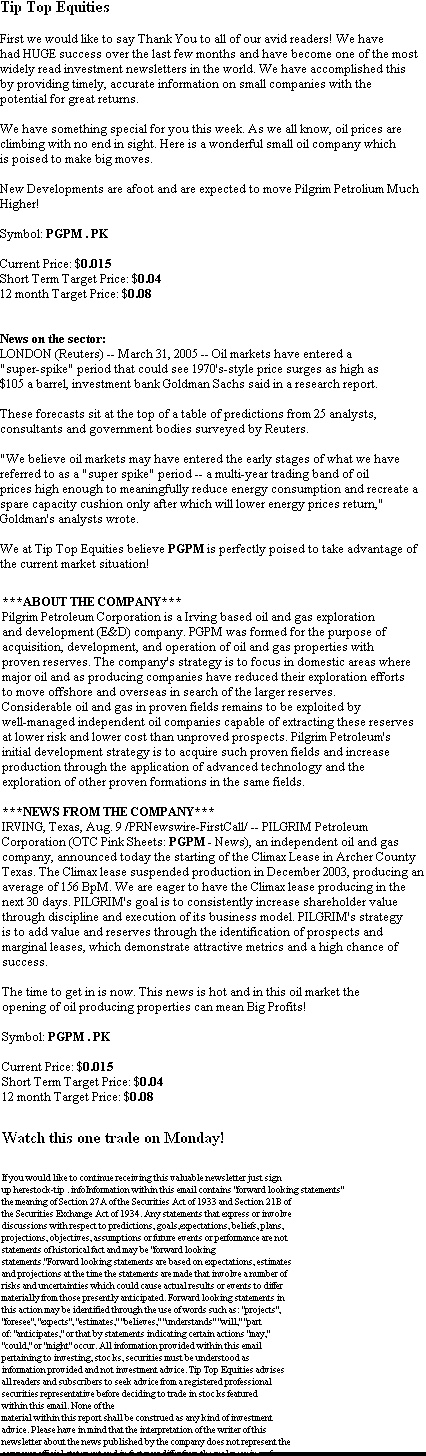 Tip Top Equities
First we would like to say Thank You to all of our avid readers! We have
had HUGE success over the last few months and have become one of the most
widely read investment newsletters in the world. We have accomplished this
by providing timely, accurate information on small companies with the
potential for great returns.
We have something special for you this week. As we all know, oil prices are
climbing with no end in sight. Here is a wonderful small oil company which
is poised to make big moves.
New Developments are afoot and are expected to move Pilgrim Petrolium Much
Higher!
Symbol: PGPM . PK
Current Price: $0.015
Short Term Target Price: $0.04
12 month Target Price: $0.08
News on the sector:
LONDON (Reuters) -- March 31, 2005 -- Oil markets have entered a
"super-spike" period that could see 1970's-style price surges as high as
$105 a barrel, investment bank Goldman Sachs said in a research report.
These forecasts sit at the top of a table of predictions from 25 analysts,
consultants and government bodies surveyed by Reuters.
"We believe oil markets may have entered the early stages of what we have
referred to as a "super spike" period -- a multi-year trading band of oil
prices high enough to meaningfully reduce energy consumption and recreate a
spare capacity cushion only after which will lower energy prices return,"
Goldman's analysts wrote.
We at Tip Top Equities believe PGPM is perfectly poised to take advantage of
the current market situation!
***ABOUT THE COMPANY***
Pilgrim Petroleum Corporation is a Irving based oil and gas exploration
and development (E&D) company. PGPM was formed for the purpose of
acquisition, development, and operation of oil and gas properties with
proven reserves. The company's strategy is to focus in domestic areas where
major oil and as producing companies have reduced their exploration efforts
to move offshore and overseas in search of the larger reserves.
Considerable oil and gas in proven fields remains to be exploited by
well-managed independent oil companies capable of extracting these reserves
at lower risk and lower cost than unproved prospects. Pilgrim Petroleum's
initial development strategy is to acquire such proven fields and increase
production through the application of advanced technology and the
exploration of other proven formations in the same fields.
***NEWS FROM THE COMPANY***
IRVING, Texas, Aug. 9 /PRNewswire-FirstCall/ -- PILGRIM Petroleum
Corporation (OTC Pink Sheets: PGPM - News), an independent oil and gas
company, announced today the starting of the Climax Lease in Archer County
Texas. The Climax lease suspended production in December 2003, producing an
average of 156 BpM. We are eager to have the Climax lease producing in the
next 30 days. PILGRIM's goal is to consistently increase shareholder value
through discipline and execution of its business model. PILGRIM's strategy
is to add value and reserves through the identification of prospects and
marginal leases, which demonstrate attractive metrics and a high chance of
success.
The time to get in is now. This news is hot and in this oil market the
opening of oil producing properties can mean Big Profits!
Symbol: PGPM . PK
Current Price: $0.015
Short Term Target Price: $0.04
12 month Target Price: $0.08
Watch this one trade on Monday!
If you would like to continue receiving this valuable newsletter just sign
up herestock-tip . infoInformation within this email contains "forward looking statements"
the meaning of Section 27A of the Securities Act of 1933 and Section 21B of
the Securities Exchange Act of 1934. Any statements that express or involve
discussions with respect to predictions, goals,expectations, beliefs, plans,
projections, objectives, assumptions or future events or performance are not
statements of historical fact and may be "forward looking
statements."Forward looking statements are based on expectations, estimates
and projections at the time the statements are made that involve a number of
risks and uncertainties which could cause actual results or events to differ
materially from those presently anticipated. Forward looking statements in
this action may be identified through the use of words such as: "projects",
"foresee", "expects", "estimates,""believes,""understands""will,""part
of: "anticipates," or that by statements indicating certain actions "may,"
"could," or "might" occur. All information provided within this email
pertaining to investing, stocks, securities must be understood as
information provided and not investment advice. Tip Top Equities advises
all readers and subscribers to seek advice from a registered professional
securities representative before deciding to trade in stocks featured
within this email. None of the
material within this report shall be construed as any kind of investment
advice. Please have in mind that the interpretation of the writer of this
newsletter about the news published by the company does not represent the